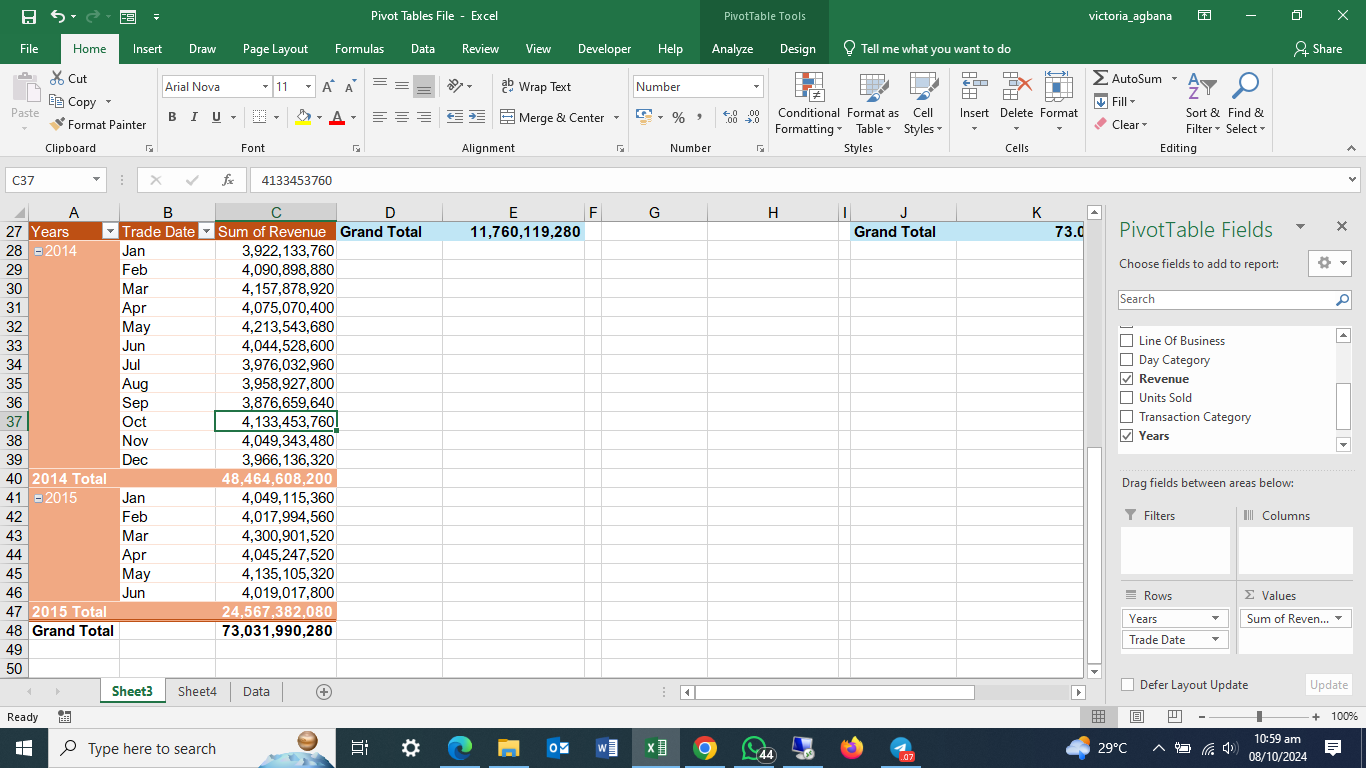 Pivot Tables File - Excel
PivotTable Tools
victoria_agbana
File Home Insert Draw Page Layout Formulas Data Review View Developer Help Analyze Design Tell me what you want to do Share
Paste
Cut
Copy
Format Painter
Clipboard
Arial Nova 11
B I U
Font
Wrap Text
Merge & Center
Alignment
Number
Number
Conditional Formatting
Format as Table
Cell Styles
Styles
Insert Delete Format
Cells
AutoSum
Fill
Clear
Sort & Filter
Find & Select
Editing
C37 fx 4133453760
A B C D E F G H I J K
27 Years Trade Date Sum of Revenue Grand Total 11,760,119,280 Grand Total 73.0
28 2014 Jan 3,922,133,760
29 Feb 4,090,898,880
30 Mar 4,157,878,920
31 Apr 4,075,070,400
32 May 4,213,543,680
33 Jun 4,044,528,600
34 Jul 3,976,032,960
35 Aug 3,958,927,800
36 Sep 3,876,659,640
37 Oct 4,133,453,760
38 Nov 4,049,343,480
39 Dec 3,966,136,320
40 2014 Total 48,464,608,200
41 2015 Jan 4,049,115,360
42 Feb 4,017,994,560
43 Mar 4,300,901,520
44 Apr 4,045,247,520
45 May 4,135,105,320
46 Jun 4,019,017,800
47 2015 Total 24,567,382,080
48 Grand Total 73,031,990,280
49
50
PivotTable Fields
Choose fields to add to report:
Search
Line Of Business
Day Category
Revenue
Units Sold
Transaction Category
Years
Drag fields between areas below:
Filters Columns
Rows Σ Values
Years Sum of Reven...
Trade Date
Defer Layout Update Update
Sheet3 Sheet4 Data
Ready 100%
Type here to search
44
.07
29°C
10:59 am
08/10/2024